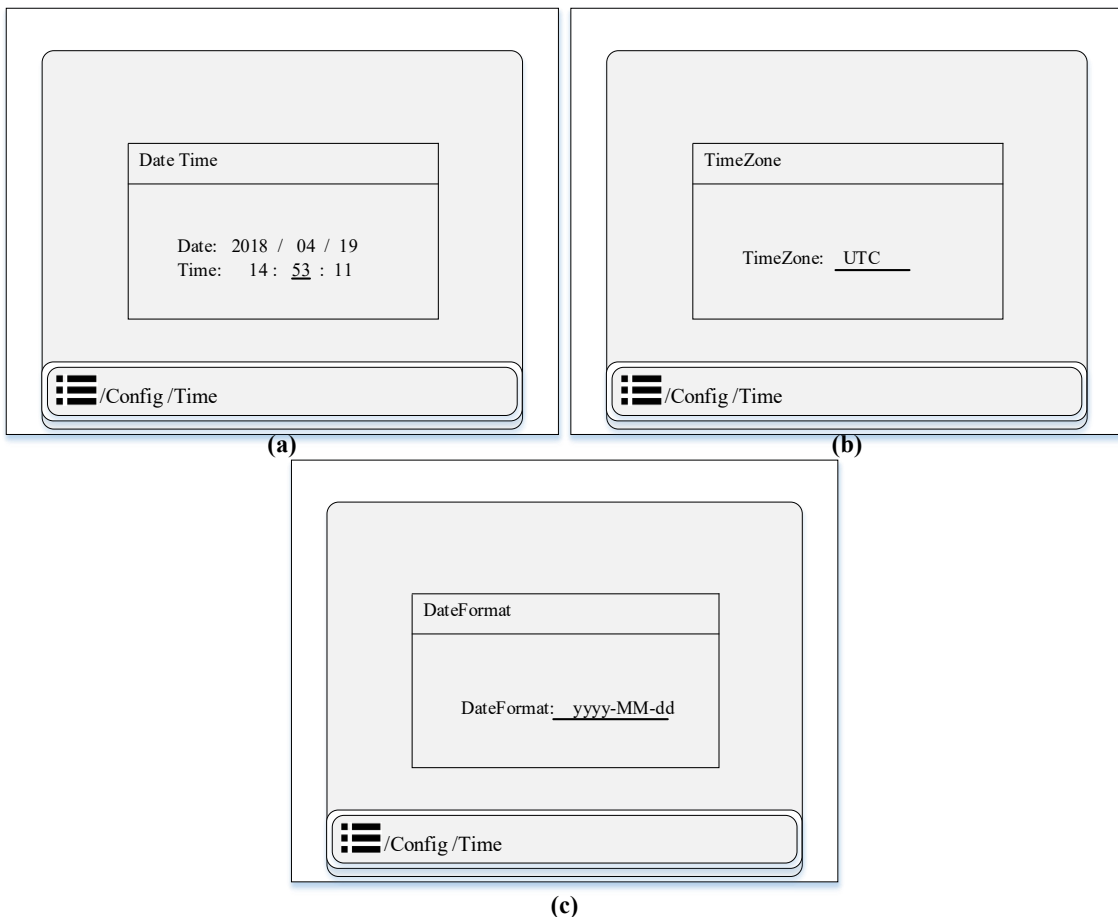 Date Time
Date: 2018 / 04 / 19
Time: 14 : 53 : 11
/Config /Time
(a)
TimeZone
TimeZone: UTC
/Config /Time
(b)
DateFormat
DateFormat: yyyy-MM-dd
/Config /Time
(c)